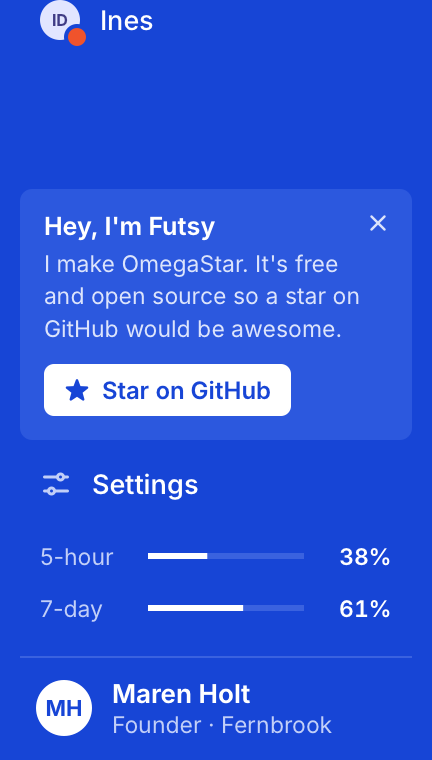 ID
Ines
Hey, I'm Futsy
I make OmegaStar. It's free
and open source so a star on
GitHub would be awesome.
Star on GitHub
Settings
5-hour 38%
7-day 61%
MH
Maren Holt
Founder · Fernbrook